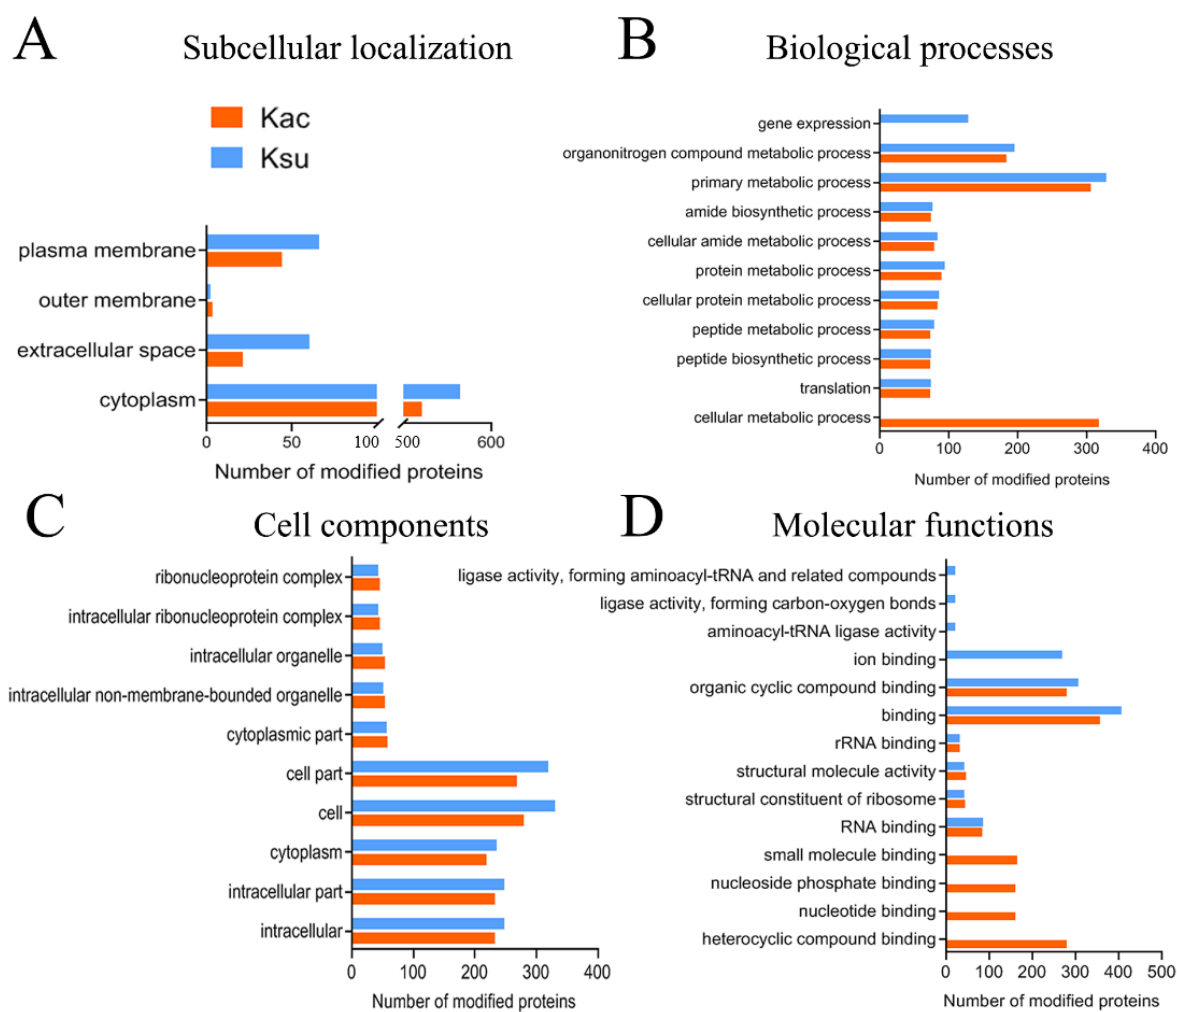 A
Subcellular localization
Kac
Ksu
plasma membrane
outer membrane
extracellular space
cytoplasm
0 50 100 500 600
Number of modified proteins
B
Biological processes
gene expression
organonitrogen compound metabolic process
primary metabolic process
amide biosynthetic process
cellular amide metabolic process
protein metabolic process
cellular protein metabolic process
peptide metabolic process
peptide biosynthetic process
translation
cellular metabolic process
0 100 200 300 400
Number of modified proteins
C
Cell components
ribonucleoprotein complex
intracellular ribonucleoprotein complex
intracellular organelle
intracellular non-membrane-bounded organelle
cytoplasmic part
cell part
cell
cytoplasm
intracellular part
intracellular
0 100 200 300 400
Number of modified proteins
D
Molecular functions
ligase activity, forming aminoacyl-tRNA and related compounds
ligase activity, forming carbon-oxygen bonds
aminoacyl-tRNA ligase activity
ion binding
organic cyclic compound binding
binding
rRNA binding
structural molecule activity
structural constituent of ribosome
RNA binding
small molecule binding
nucleoside phosphate binding
nucleotide binding
heterocyclic compound binding
0 100 200 300 400 500
Number of modified proteins